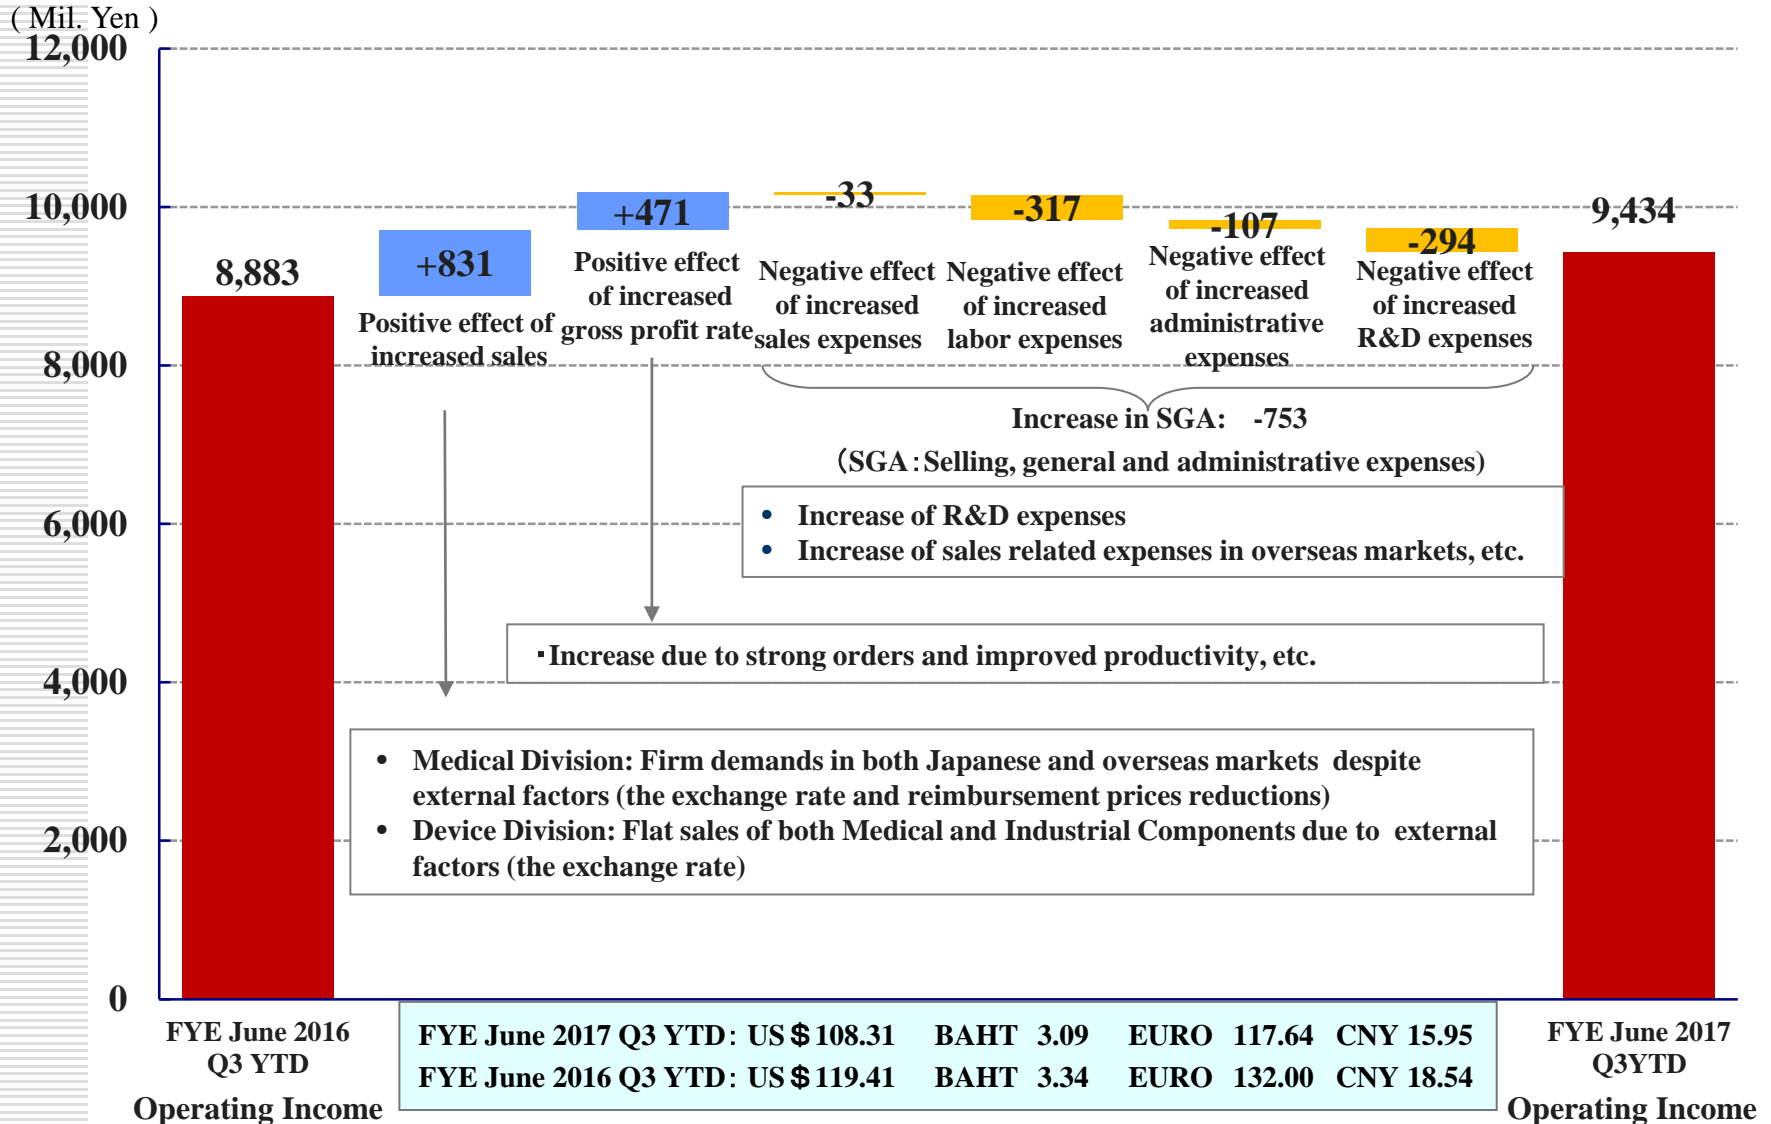 ( Mil. Yen )
12,000
10,000
8,000
6,000
4,000
2,000
0
8,883
+831
Positive effect of
increased sales
+471
Positive effect
of increased
gross profit rate
-33
Negative effect
of increased
sales expenses
-317
Negative effect
of increased
labor expenses
-107
Negative effect
of increased
administrative
expenses
-294
Negative effect
of increased
R&D expenses
9,434
Increase in SGA: -753
(SGA:Selling, general and administrative expenses)
• Increase of R&D expenses
• Increase of sales related expenses in overseas markets, etc.
・Increase due to strong orders and improved productivity, etc.
• Medical Division: Firm demands in both Japanese and overseas markets despite
external factors (the exchange rate and reimbursement prices reductions)
• Device Division: Flat sales of both Medical and Industrial Components due to external
factors (the exchange rate)
FYE June 2016
Q3 YTD
Operating Income
FYE June 2017 Q3 YTD: US$108.31 BAHT 3.09 EURO 117.64 CNY 15.95
FYE June 2016 Q3 YTD: US$119.41 BAHT 3.34 EURO 132.00 CNY 18.54
FYE June 2017
Q3YTD
Operating Income